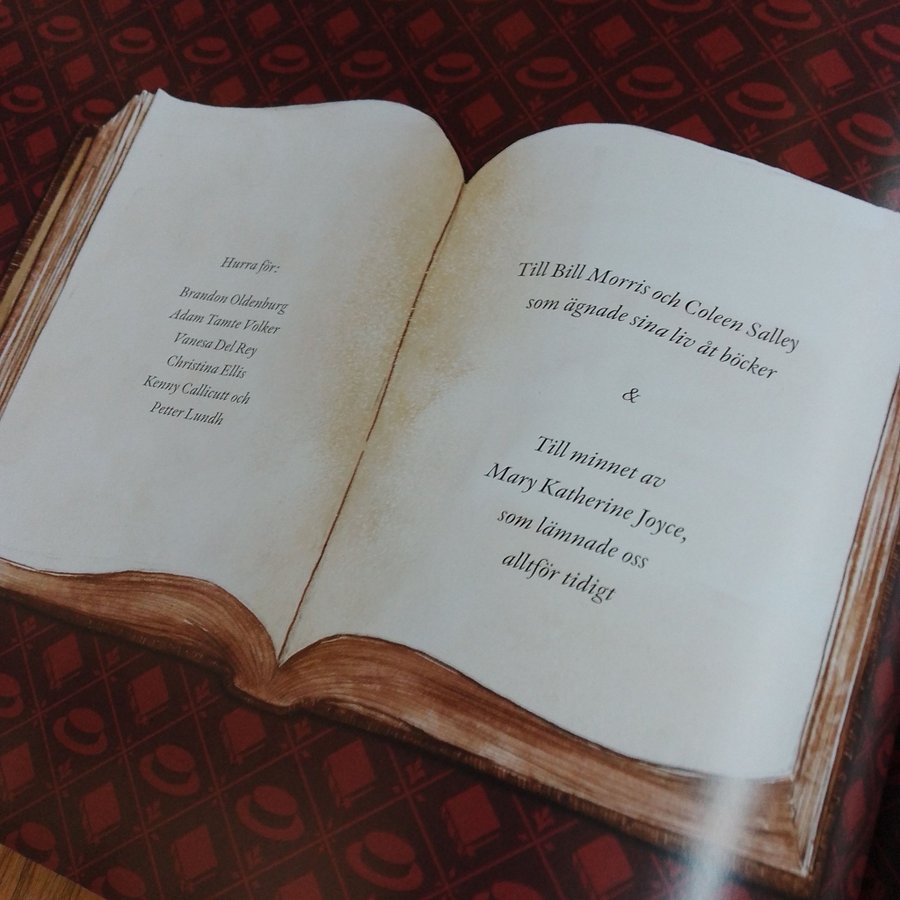 Hurra för:
Brandon Oldenburg
Adam Tamte Volker
Vanesa Del Rey
Christina Ellis
Kenny Callicutt och
Petter Lundh
Till Bill Morris och Coleen Salley
som ägnade sina liv åt böcker
&
Till minnet av
Mary Katherine Joyce,
som lämnade oss
alltför tidigt